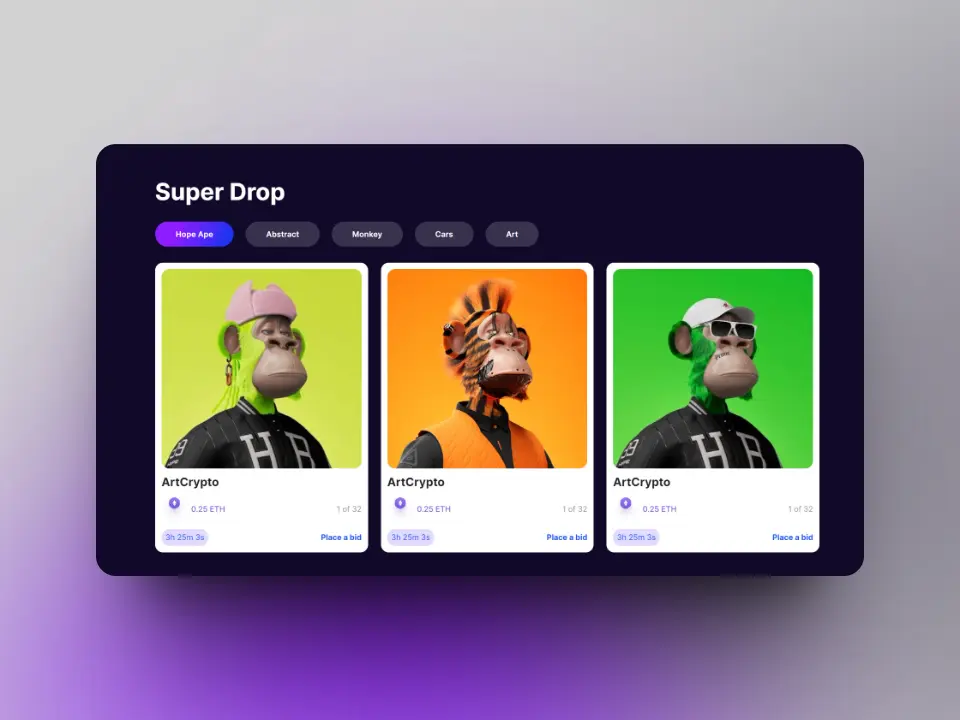 Super Drop
Hope Ape Abstract Monkey Cars Art
H B H B
ArtCrypto ArtCrypto ArtCrypto
0.25 ETH 1 of 32 0.25 ETH 1 of 32 0.25 ETH 1 of 32
3h 25m 3s Place a bid 3h 25m 3s Place a bid 3h 25m 3s Place a bid